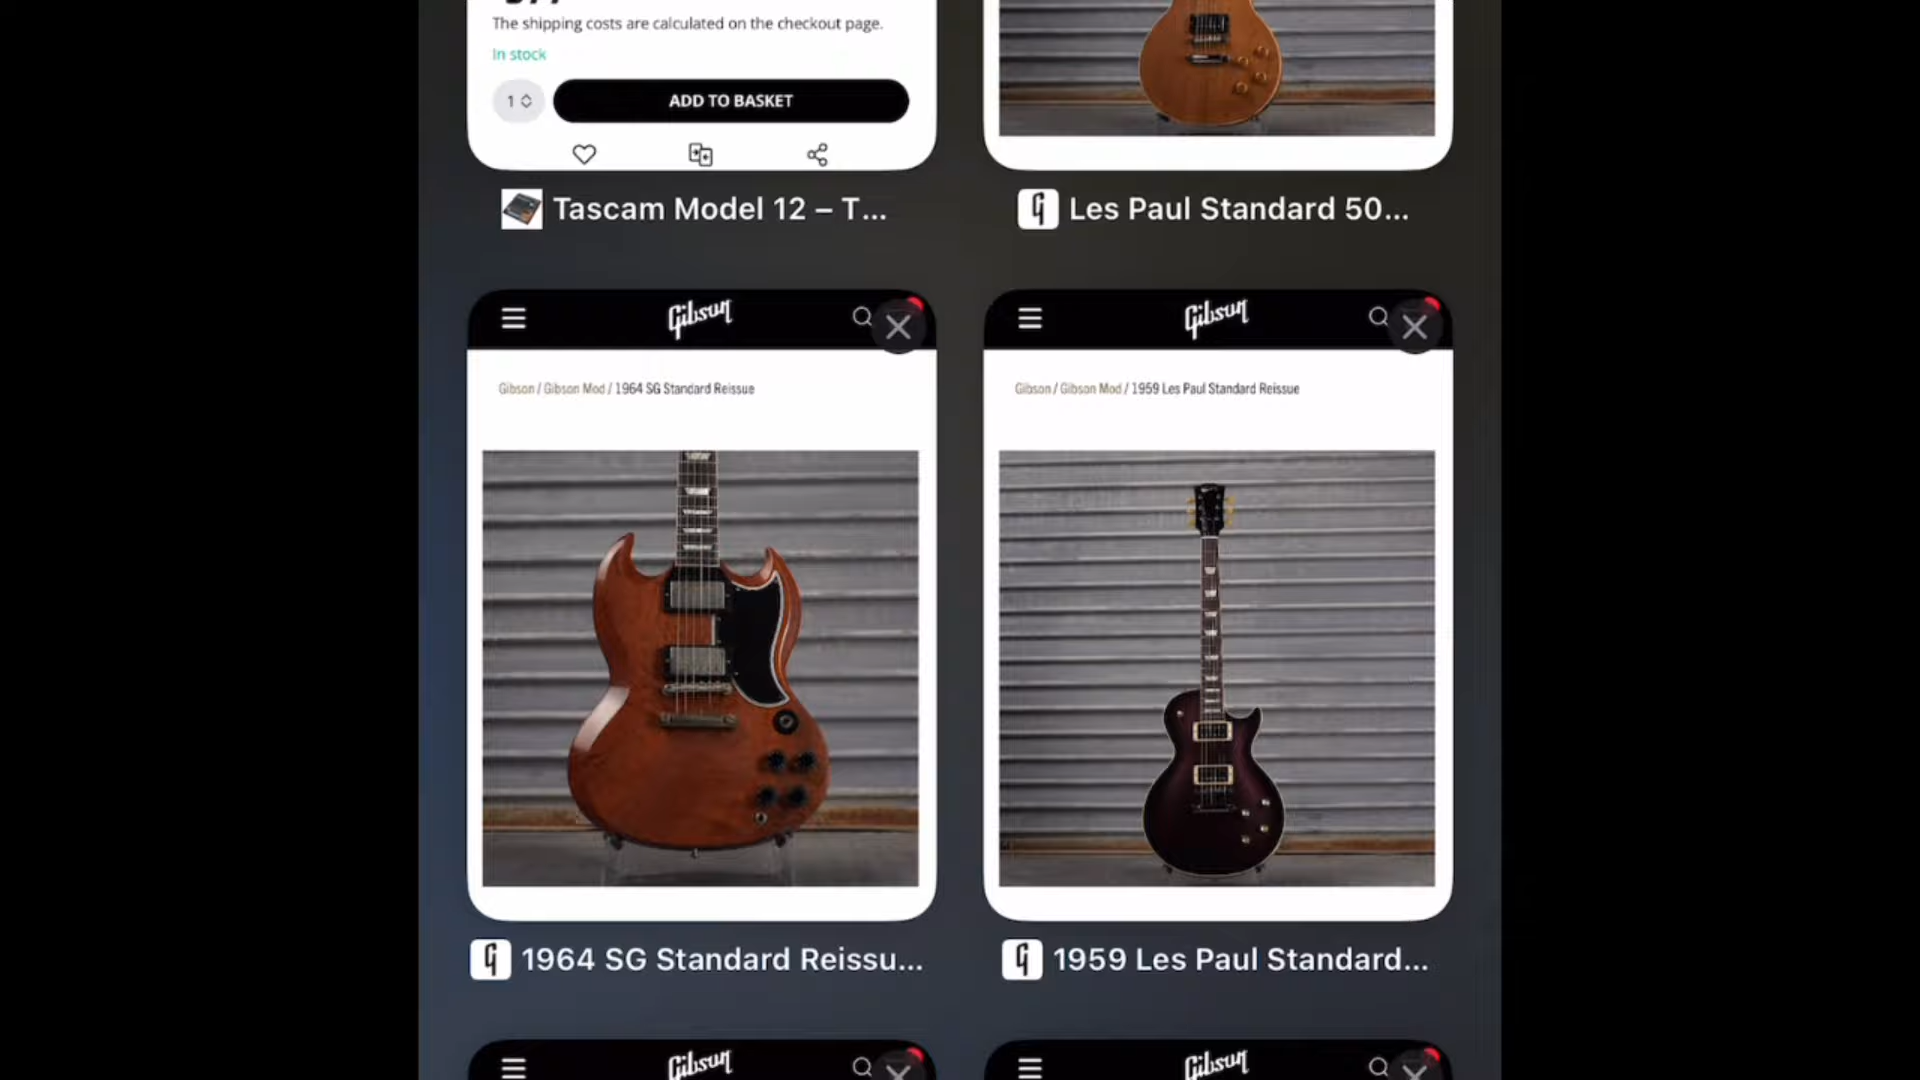 The shipping costs are calculated on the checkout page.
In stock
1
ADD TO BASKET
Tascam Model 12 – T...
Les Paul Standard 50...
Gibson
Gibson / Gibson Mod / 1964 SG Standard Reissue
1964 SG Standard Reissu...
Gibson
Gibson / Gibson Mod / 1959 Les Paul Standard Reissue
1959 Les Paul Standard...
Gibson
Gibson